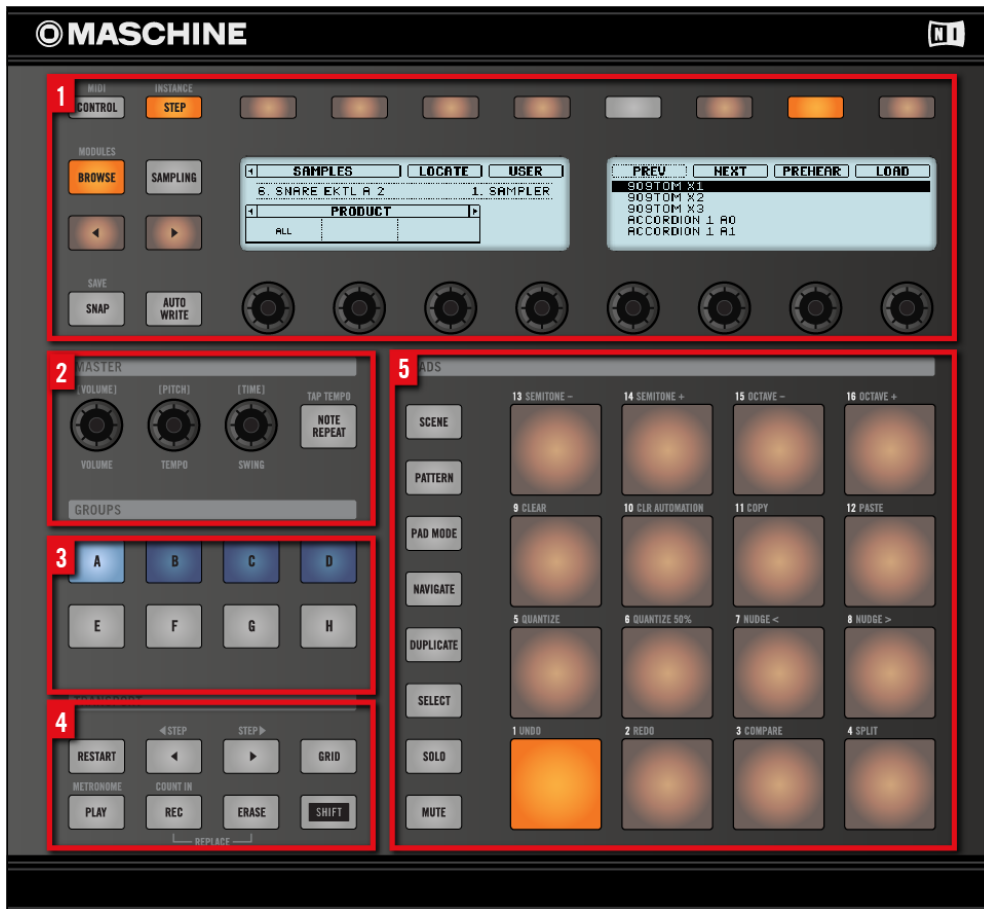 MASCHINE
NI
1
MIDI
INSTANCE
CONTROL
STEP
MODULES
BROWSE
SAMPLING
SAVE
SNAP
AUTO WRITE
SAMPLES LOCATE USER
6. SNARE EKTL A 2 1. SAMPLER
PRODUCT
ALL
PREV NEXT PREHEAR LOAD
909TOM X1
909TOM X2
909TOM X3
ACCORDION 1 A0
ACCORDION 1 A1
2
MASTER
[VOLUME] [PITCH] [TIME] TAP TEMPO
NOTE REPEAT
VOLUME TEMPO SWING
GROUPS
3
A B C D
E F G H
TRANSPORT
4
◀STEP STEP▶
RESTART ◀ ▶ GRID
METRONOME COUNT IN
PLAY REC ERASE SHIFT
REPLACE
5
ADS
SCENE
PATTERN
PAD MODE
NAVIGATE
DUPLICATE
SELECT
SOLO
MUTE
13 SEMITONE – 14 SEMITONE + 15 OCTAVE – 16 OCTAVE +
9 CLEAR 10 CLR AUTOMATION 11 COPY 12 PASTE
5 QUANTIZE 6 QUANTIZE 50% 7 NUDGE < 8 NUDGE >
1 UNDO 2 REDO 3 COMPARE 4 SPLIT